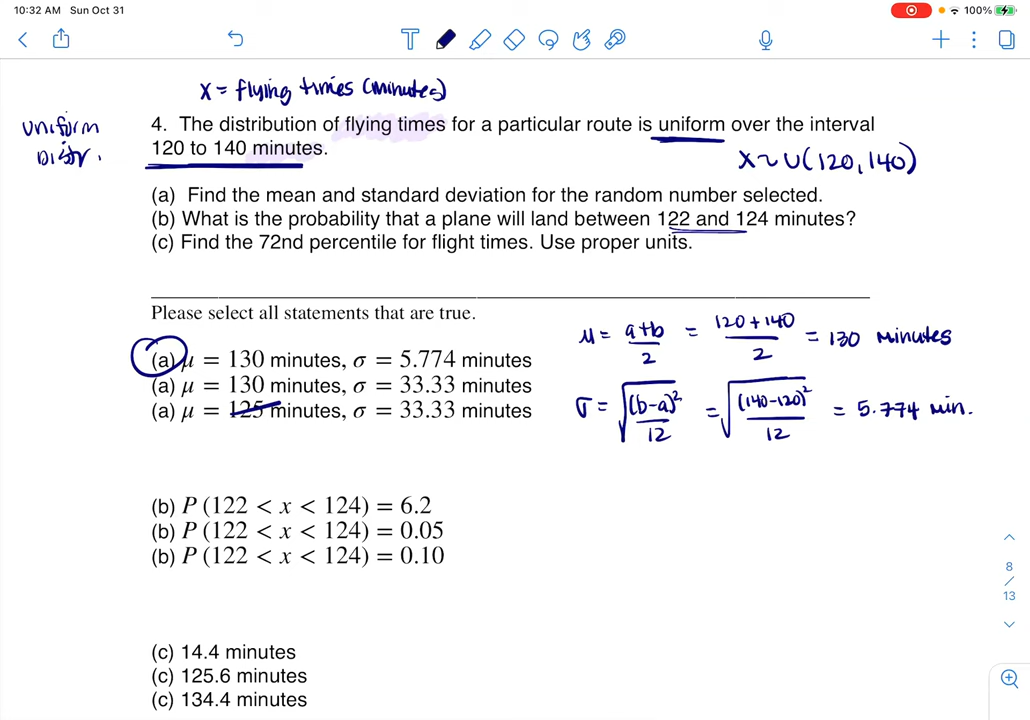 10:32 AM Sun Oct 31
100%
x = flying times (minutes)
uniform
Distr.
4. The distribution of flying times for a particular route is uniform over the interval
120 to 140 minutes.
X ~ U(120, 140)
(a) Find the mean and standard deviation for the random number selected.
(b) What is the probability that a plane will land between 122 and 124 minutes?
(c) Find the 72nd percentile for flight times. Use proper units.
Please select all statements that are true.
μ = a+b/2 = 120+140/2 = 130 minutes
(a) μ = 130 minutes, σ = 5.774 minutes
(a) μ = 130 minutes, σ = 33.33 minutes
(a) μ = 125 minutes, σ = 33.33 minutes
σ = √(b-a)²/12 = √(140-120)²/12 = 5.774 min.
(b) P (122 < x < 124) = 6.2
(b) P (122 < x < 124) = 0.05
(b) P (122 < x < 124) = 0.10
8
/
13
(c) 14.4 minutes
(c) 125.6 minutes
(c) 134.4 minutes